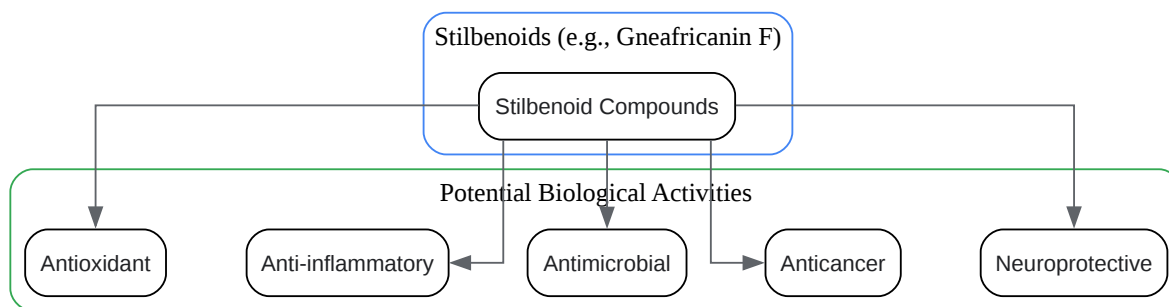 Stilbenoids (e.g., Gneafricanin F)
Stilbenoid Compounds
Potential Biological Activities
Antioxidant
Anti-inflammatory
Antimicrobial
Anticancer
Neuroprotective